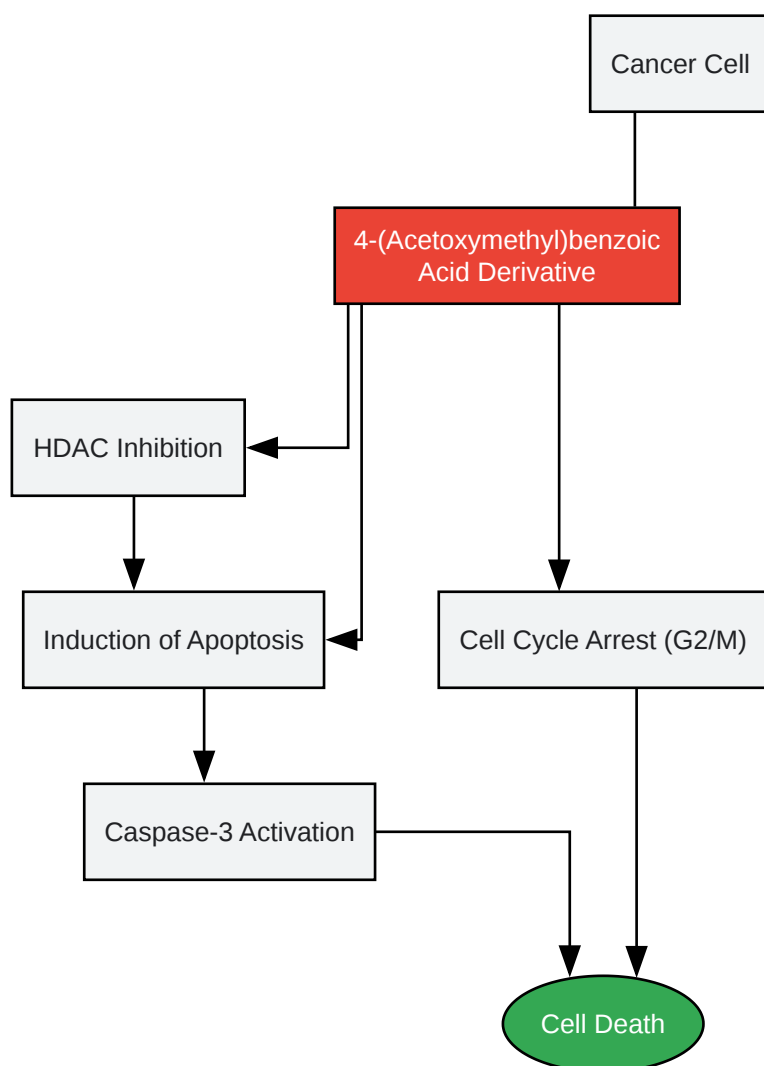 Cancer Cell
4-(Acetoxymethyl)benzoic
Acid Derivative
HDAC Inhibition
Induction of Apoptosis
Cell Cycle Arrest (G2/M)
Caspase-3 Activation
Cell Death